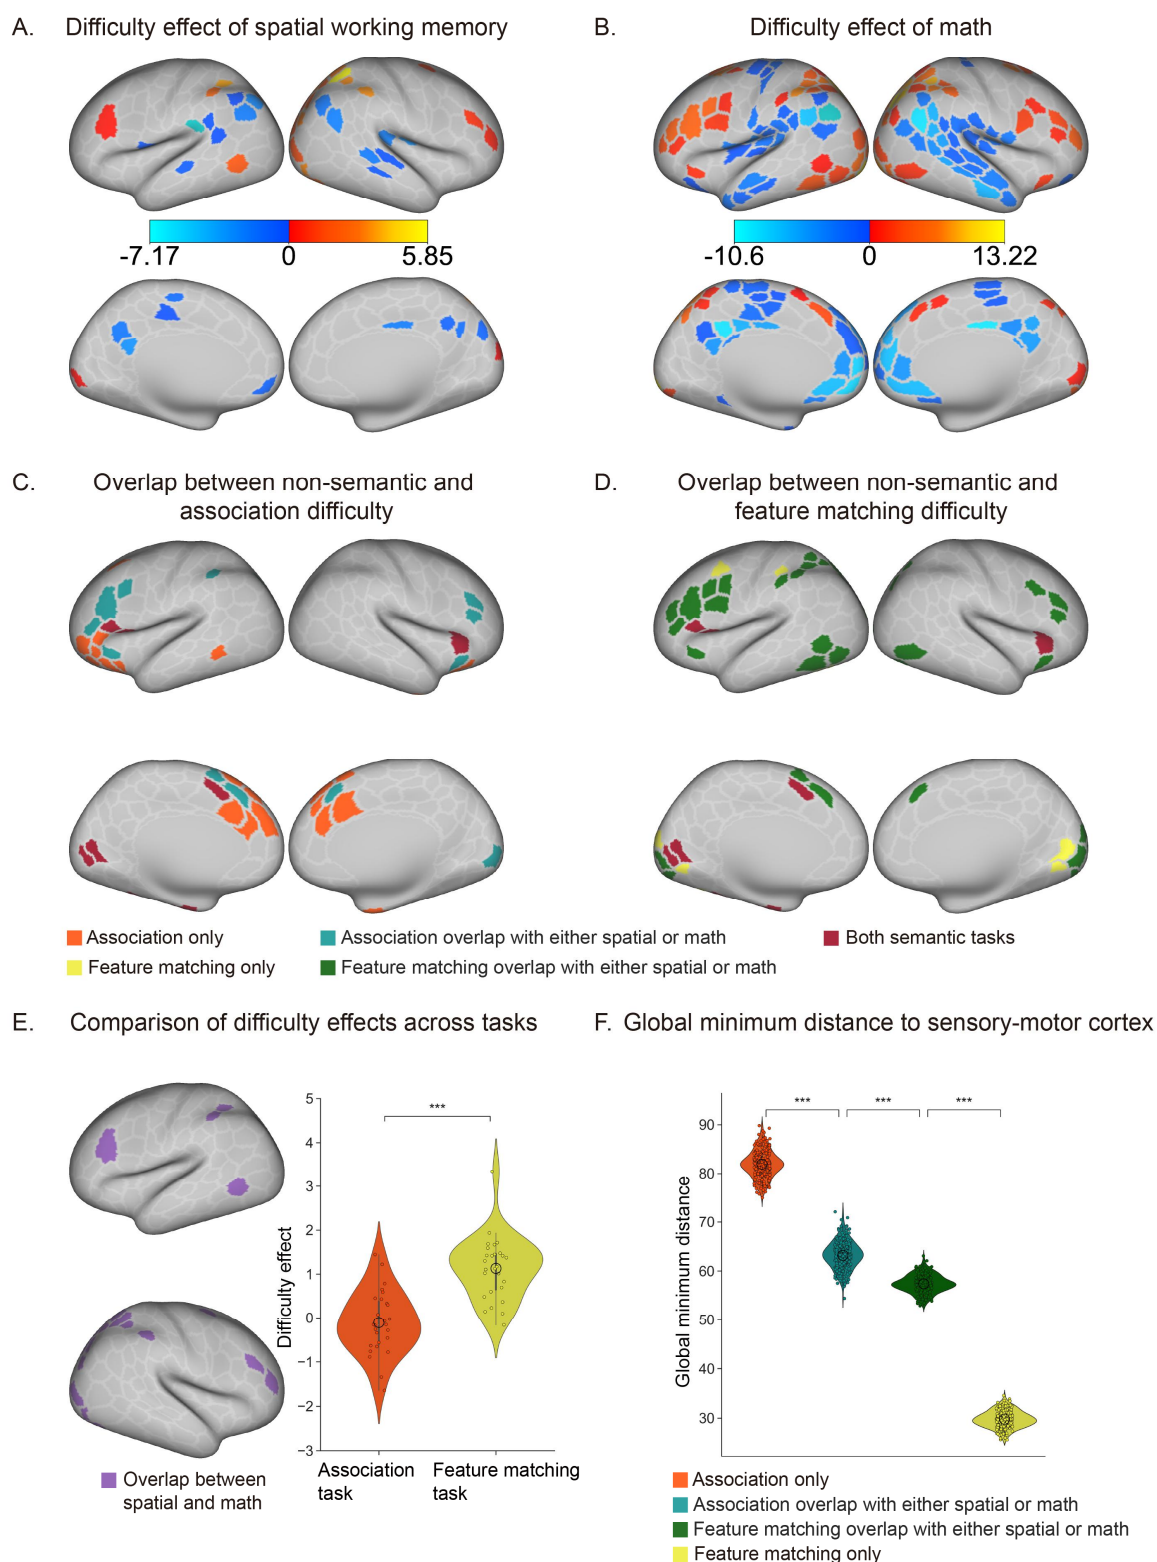 A. Difficulty effect of spatial working memory
B. Difficulty effect of math
-7.17 0 5.85
-10.6 0 13.22
C. Overlap between non-semantic and
association difficulty
D. Overlap between non-semantic and
feature matching difficulty
Association only
Association overlap with either spatial or math
Both semantic tasks
Feature matching only
Feature matching overlap with either spatial or math
E. Comparison of difficulty effects across tasks
Difficulty effect
5
4
3
2
1
0
−1
−2
−3
***
Association
task
Feature matching
task
Overlap between
spatial and math
F. Global minimum distance to sensory-motor cortex
Global minimum distance
90
80
70
60
50
40
30
*** *** ***
Association only
Association overlap with either spatial or math
Feature matching overlap with either spatial or math
Feature matching only